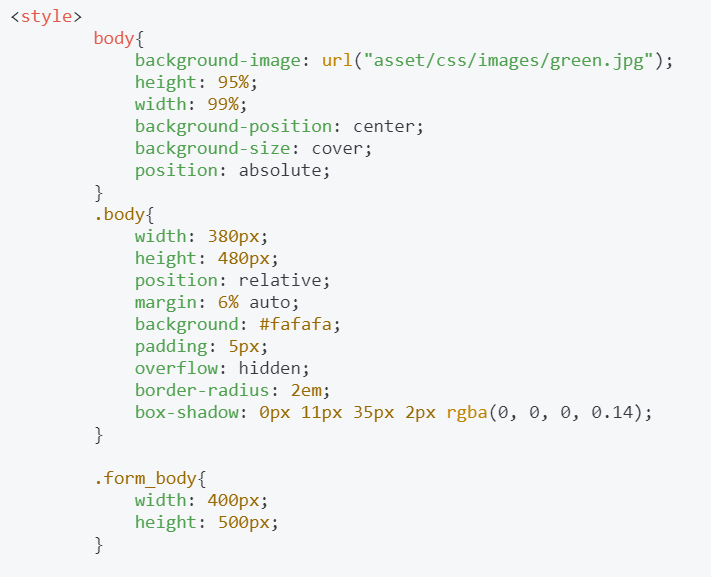 <style>
body{
background-image: url("asset/css/images/green.jpg");
height: 95%;
width: 99%;
background-position: center;
background-size: cover;
position: absolute;
}
.body{
width: 380px;
height: 480px;
position: relative;
margin: 6% auto;
background: #fafafa;
padding: 5px;
overflow: hidden;
border-radius: 2em;
box-shadow: 0px 11px 35px 2px rgba(0, 0, 0, 0.14);
}
.form_body{
width: 400px;
height: 500px;
}